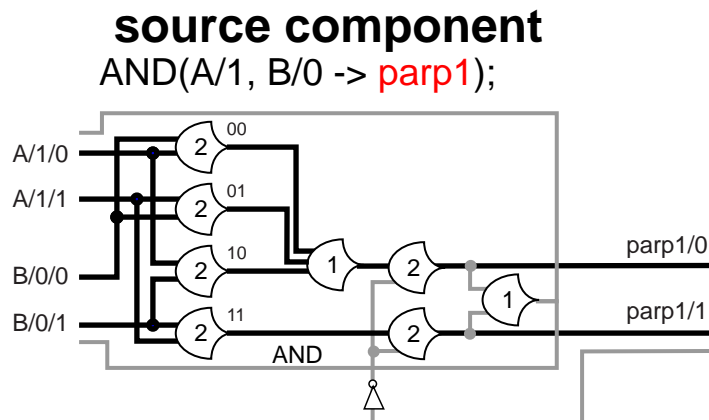 source component
AND(A/1, B/0 -> parp1);
00
2
A/1/0
01
A/1/1
2
parp1/0
10
1
2
B/0/0
2
1
parp1/1
B/0/1
11
2
2
AND